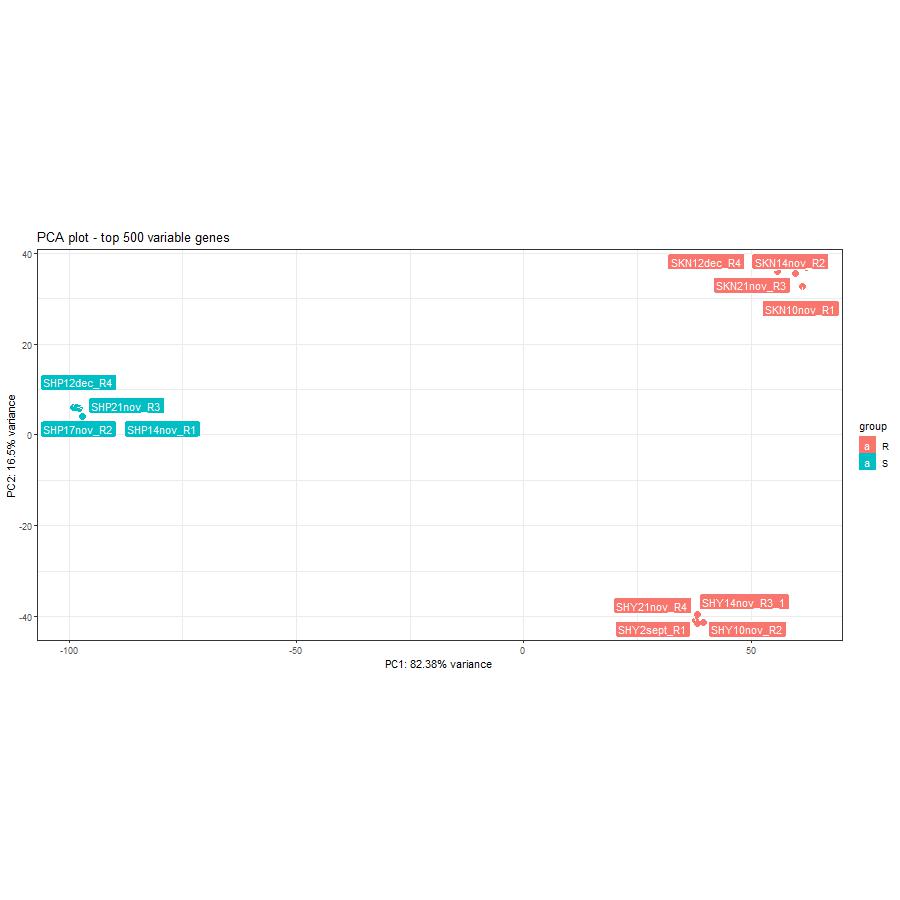 PCA plot - top 500 variable genes
40
20
0
-20
-40
PC2: 16.5% variance
SKN12dec_R4
SKN14nov_R2
SKN21nov_R3
SKN10nov_R1
SHP12dec_R4
SHP21nov_R3
SHP17nov_R2
SHP14nov_R1
SHY21nov_R4
SHY14nov_R3_1
SHY2sept_R1
SHY10nov_R2
-100
-50
0
50
PC1: 82.38% variance
group
a R
a S